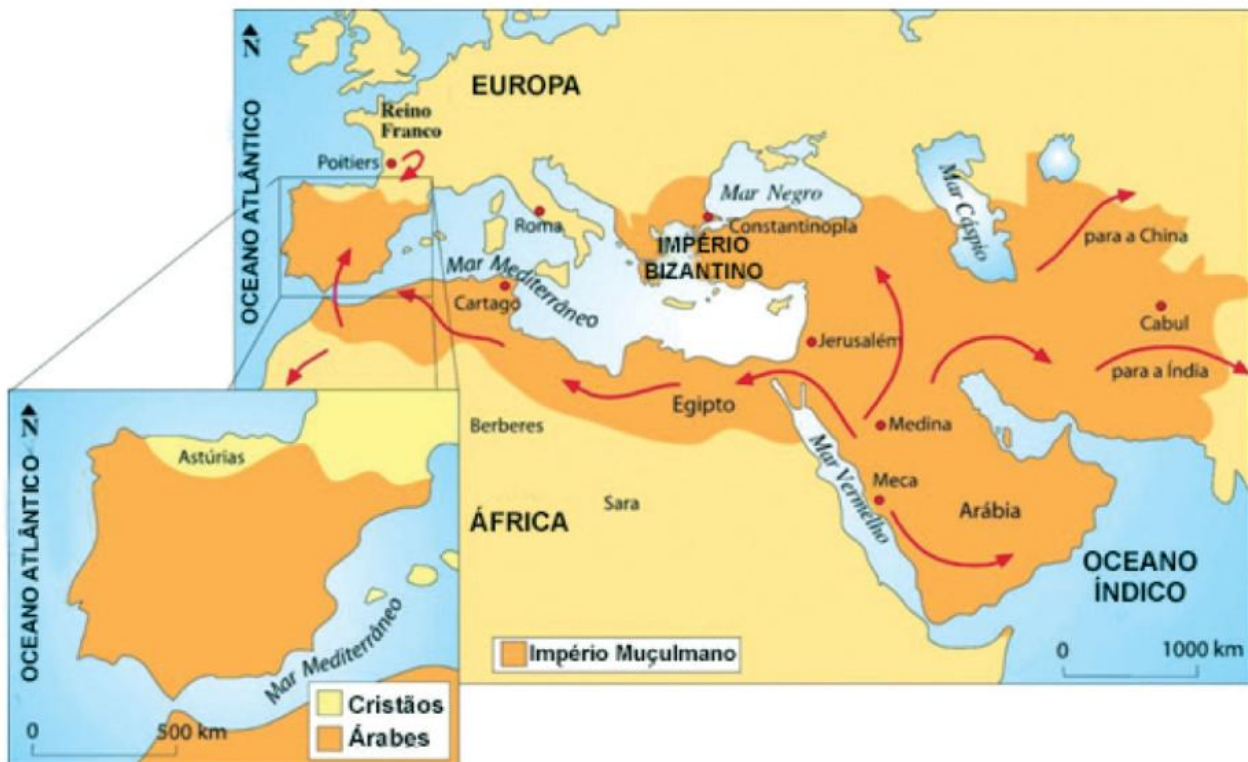 N
OCEANO ATLÂNTICO
EUROPA
Reino
Franco
Poitiers
Mar Negro
Mar Cáspio
Roma
Constantinopla
para a China
IMPÉRIO
BIZANTINO
Mar Mediterrâneo
Cartago
Cabul
Jerusalém
para a Índia
Egipto
Berberes
Medina
Mar Vermelho
Meca
Sara
Arábia
ÁFRICA
OCEANO
ÍNDICO
Império Muçulmano
0 1000 km
N
OCEANO ATLÂNTICO
Astúrias
Mar Mediterrâneo
Cristãos
Árabes
0 500 km